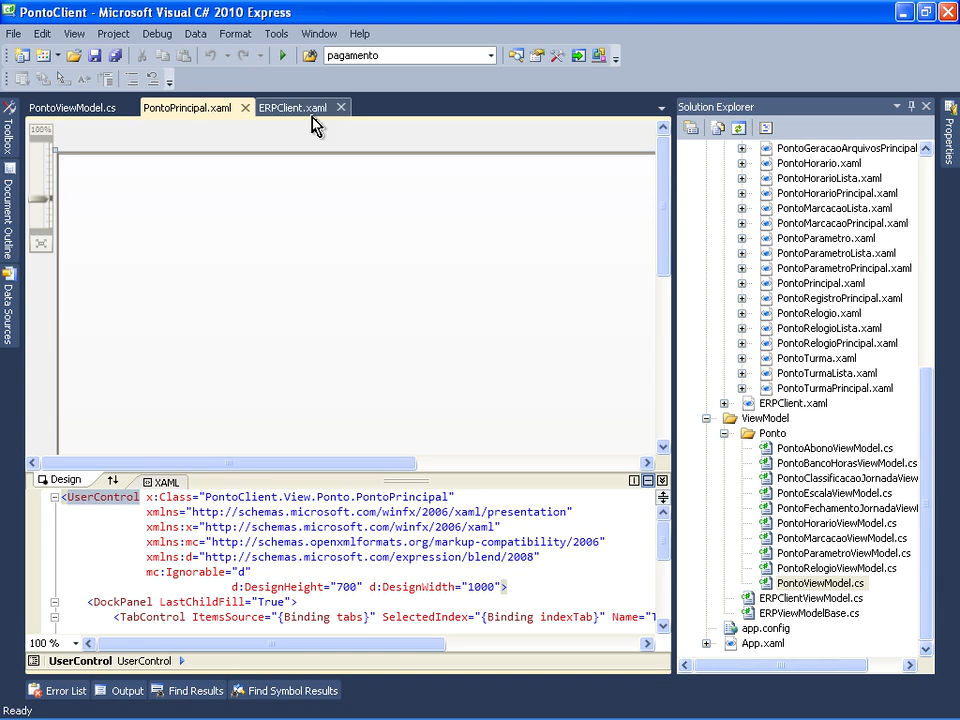 PontoClient - Microsoft Visual C# 2010 Express
File Edit View Project Debug Data Format Tools Window Help
pagamento
PontoViewModel.cs PontoPrincipal.xaml ERPClient.xaml
Solution Explorer
Toolbox
Document Outline
Data Sources
Properties
100%
PontoGeracaoArquivosPrincipal
PontoHorario.xaml
PontoHorarioLista.xaml
PontoHorarioPrincipal.xaml
PontoMarcacaoLista.xaml
PontoMarcacaoPrincipal.xaml
PontoParametro.xaml
PontoParametroLista.xaml
PontoParametroPrincipal.xaml
PontoPrincipal.xaml
PontoRegistroPrincipal.xaml
PontoRelogio.xaml
PontoRelogioLista.xaml
PontoRelogioPrincipal.xaml
PontoTurma.xaml
PontoTurmaLista.xaml
PontoTurmaPrincipal.xaml
ERPClient.xaml
ViewModel
Ponto
PontoAbonoViewModel.cs
PontoBancoHorasViewModel.cs
PontoClassificacaoJornadaView
PontoEscalaViewModel.cs
PontoFechamentoJornadaViewM
PontoHorarioViewModel.cs
PontoMarcacaoViewModel.cs
PontoParametroViewModel.cs
PontoRelogioViewModel.cs
PontoViewModel.cs
ERPClientViewModel.cs
ERPViewModelBase.cs
app.config
App.xaml
Design XAML
<UserControl x:Class="PontoClient.View.Ponto.PontoPrincipal"
xmlns="http://schemas.microsoft.com/winfx/2006/xaml/presentation"
xmlns:x="http://schemas.microsoft.com/winfx/2006/xaml"
xmlns:mc="http://schemas.openxmlformats.org/markup-compatibility/2006"
xmlns:d="http://schemas.microsoft.com/expression/blend/2008"
mc:Ignorable="d"
d:DesignHeight="700" d:DesignWidth="1000">
<DockPanel LastChildFill="True">
<TabControl ItemsSource="{Binding tabs}" SelectedIndex="{Binding indexTab}" Name="T
100 %
UserControl UserControl
Error List Output Find Results Find Symbol Results
Ready